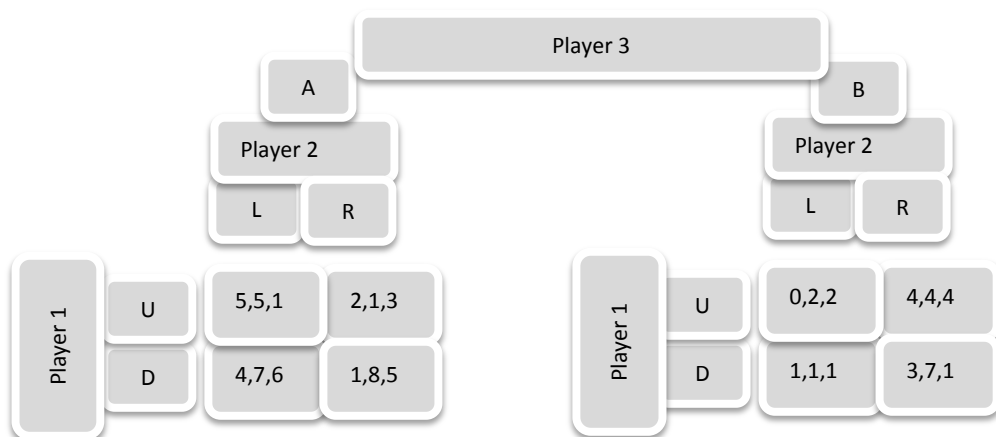 Player 3
A
B
Player 2
Player 2
L
R
L
R
Player 1
U
5,5,1
2,1,3
D
4,7,6
1,8,5
Player 1
U
0,2,2
4,4,4
D
1,1,1
3,7,1